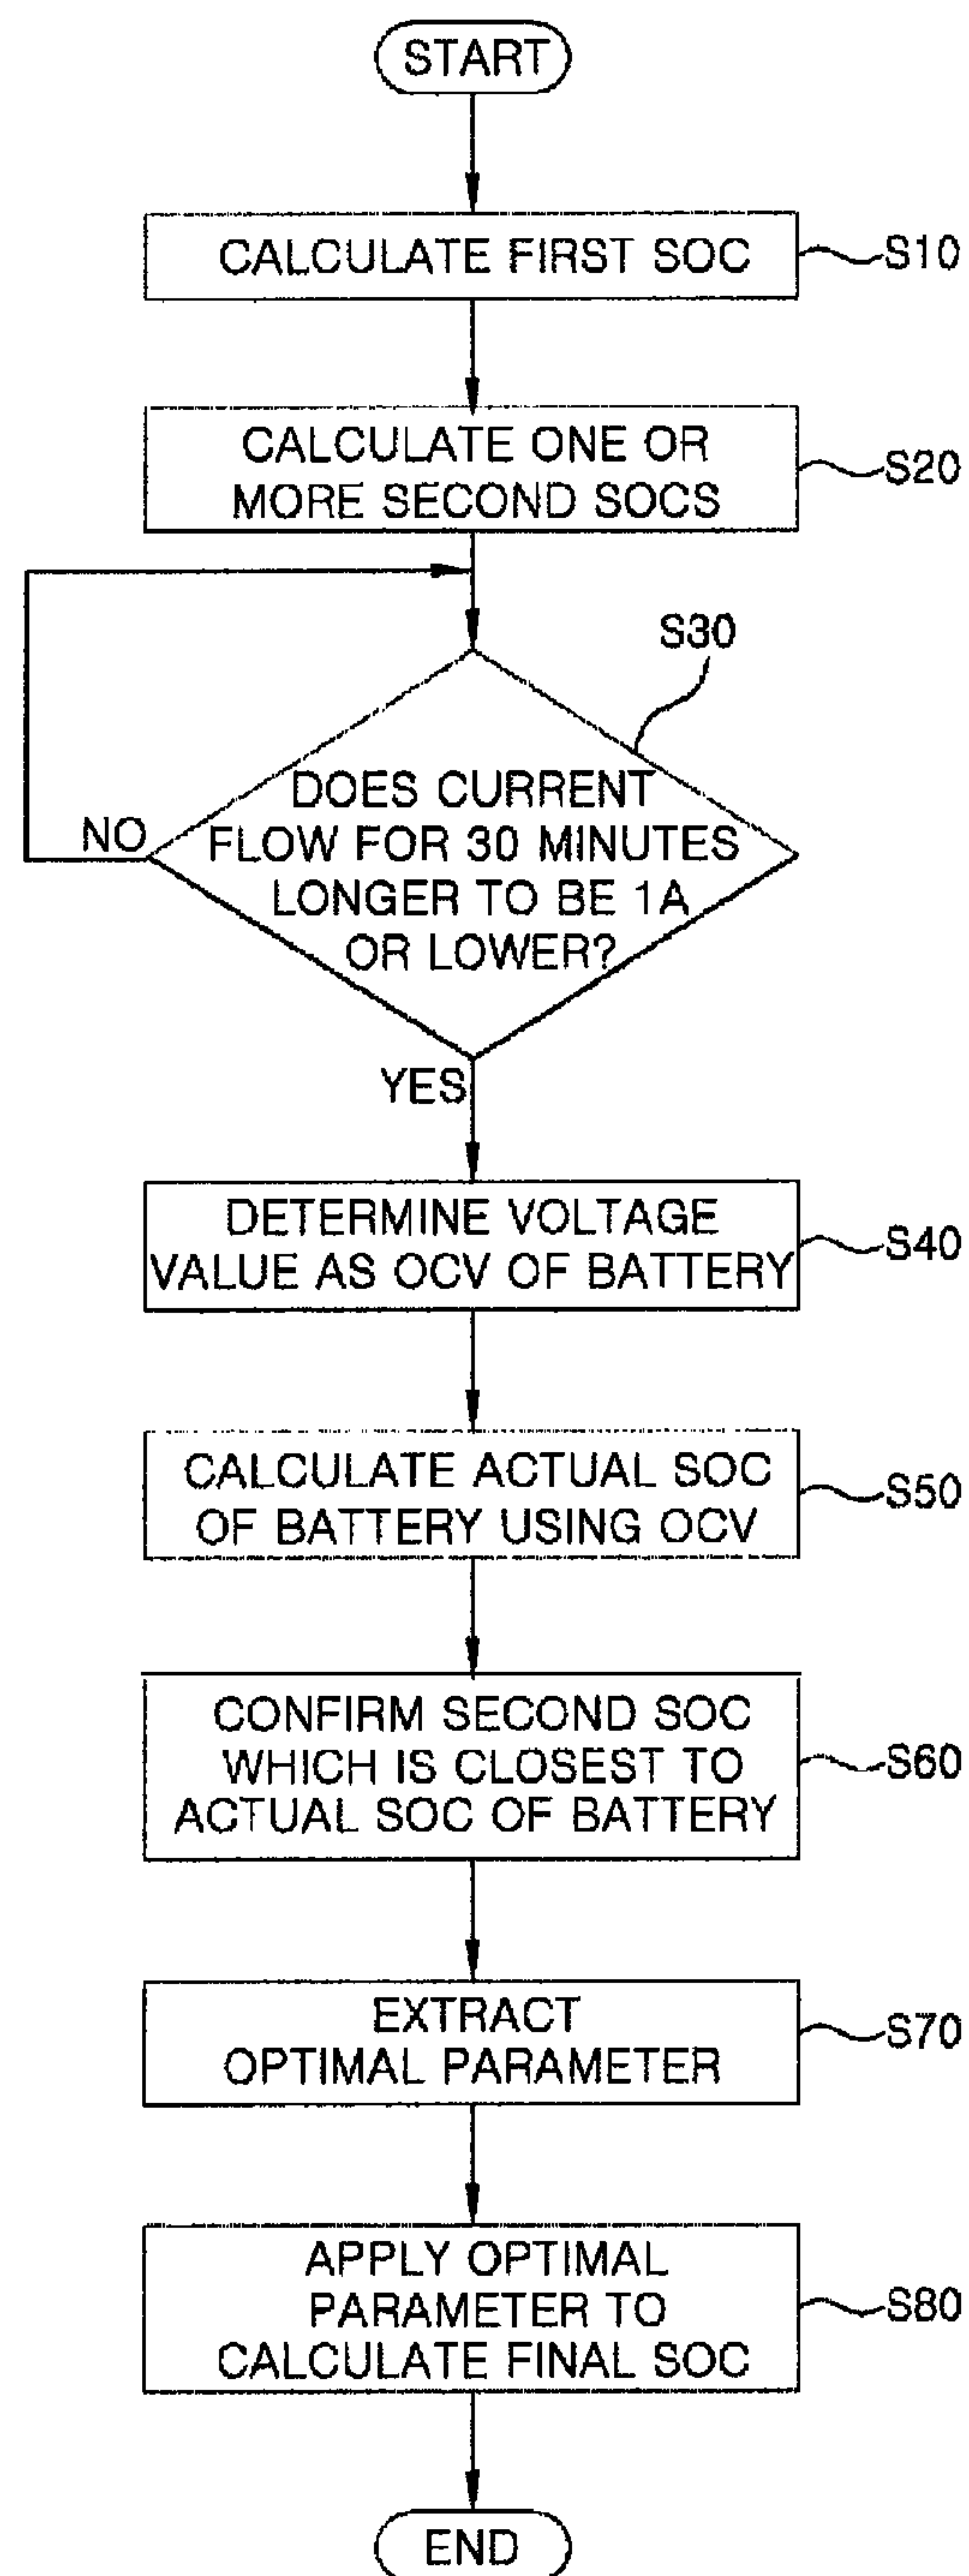 START
CALCULATE FIRST SOC
S10
CALCULATE ONE OR
MORE SECOND SOCS
S20
S30
DOES CURRENT
FLOW FOR 30 MINUTES
LONGER TO BE 1A
OR LOWER?
NO
YES
DETERMINE VOLTAGE
VALUE AS OCV OF BATTERY
S40
CALCULATE ACTUAL SOC
OF BATTERY USING OCV
S50
CONFIRM SECOND SOC
WHICH IS CLOSEST TO
ACTUAL SOC OF BATTERY
S60
EXTRACT
OPTIMAL PARAMETER
S70
APPLY OPTIMAL
PARAMETER TO
CALCULATE FINAL SOC
S80
END